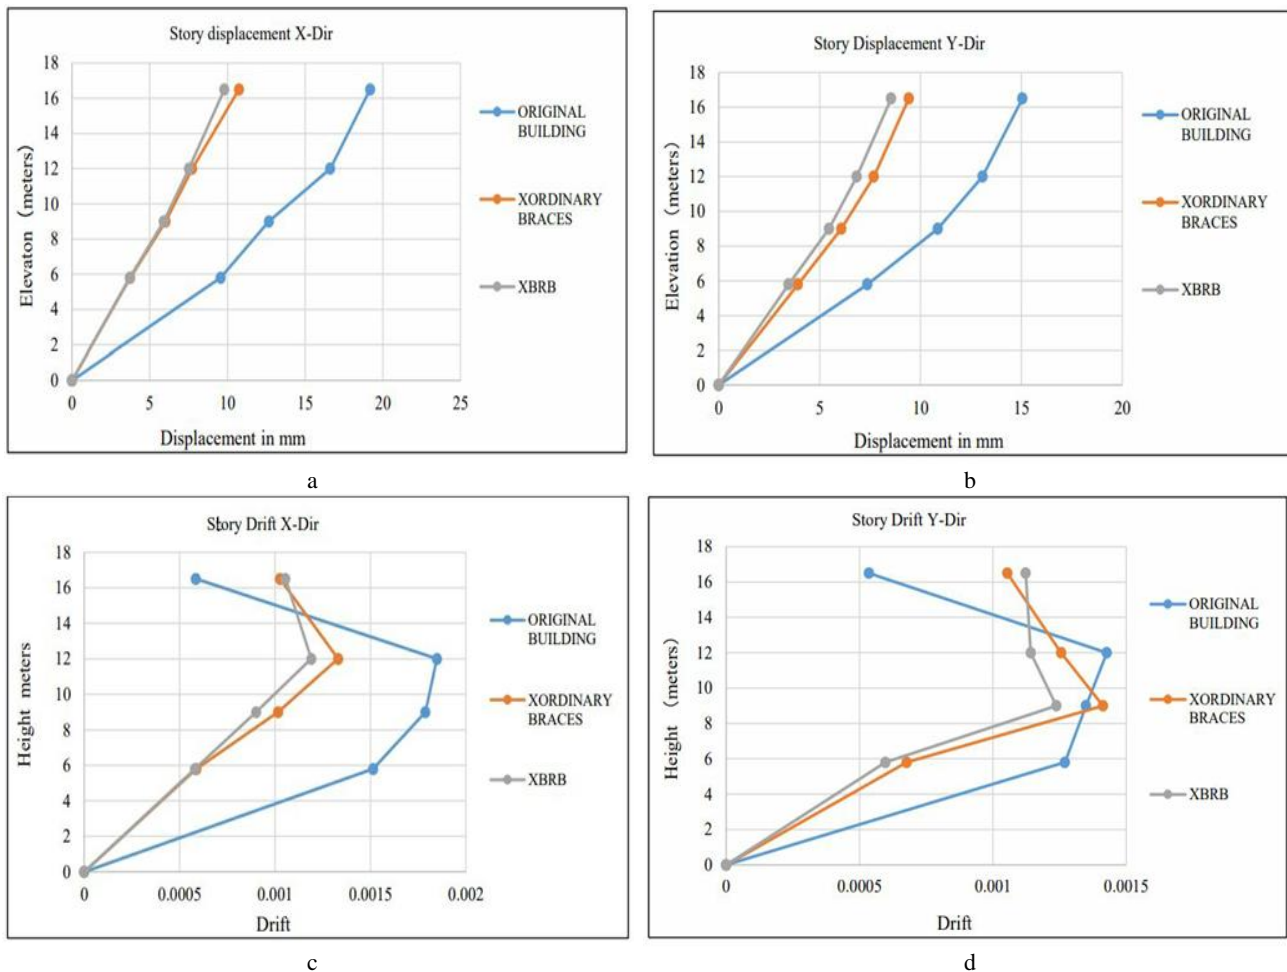 Story displacement X-Dir
18
16
14
12
10
8
6
4
2
0
Elevaton (meters)
0 5 10 15 20 25
Displacement in mm
ORIGINAL
BUILDING
XORDINARY
BRACES
XBRB
a
Story Displacement Y-Dir
18
16
14
12
10
8
6
4
2
0
Elevation (meters)
0 5 10 15 20
Displacement in mm
ORIGINAL
BUILDING
XORDINARY
BRACES
XBRB
b
Story Drift X-Dir
18
16
14
12
10
8
6
4
2
0
Height meters
0 0.0005 0.001 0.0015 0.002
Drift
ORIGINAL
BUILDING
XORDINARY
BRACES
XBRB
c
Story Drift Y-Dir
18
16
14
12
10
8
6
4
2
0
Height (meters)
0 0.0005 0.001 0.0015
Drift
ORIGINAL
BUILDING
XORDINARY
BRACES
XBRB
d